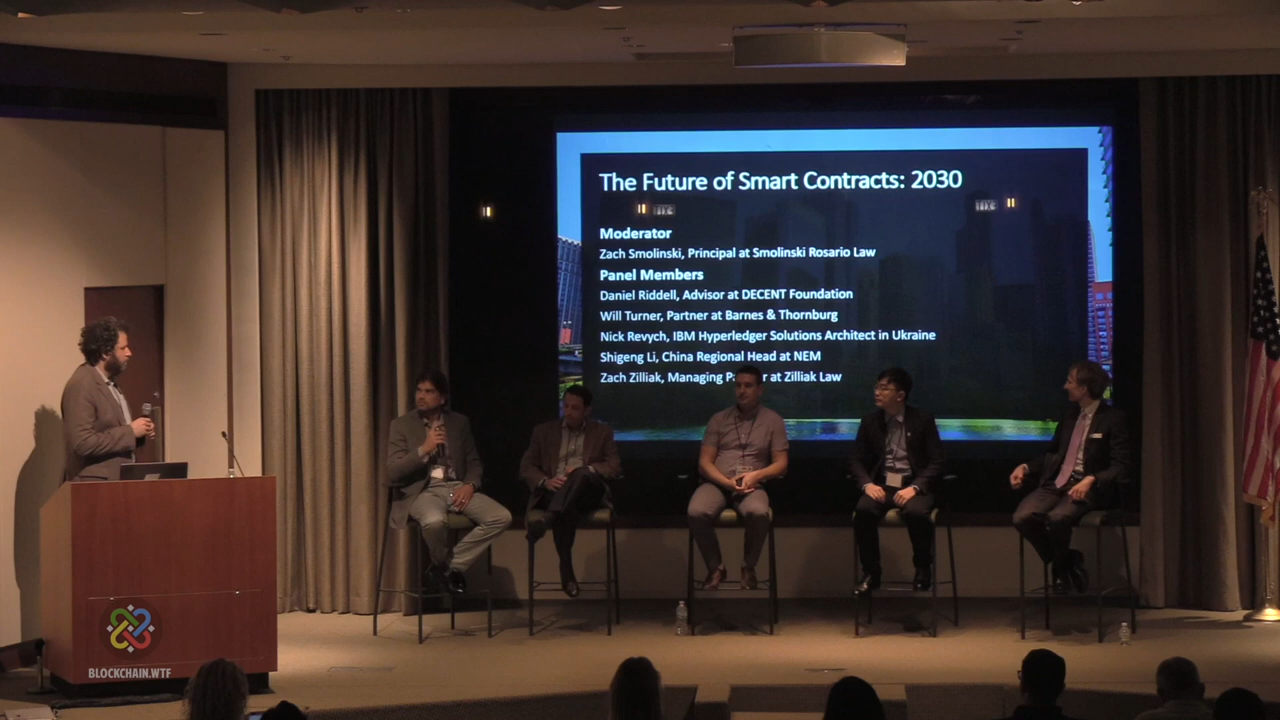 The Future of Smart Contracts: 2030
Moderator
Zach Smolinski, Principal at Smolinski Rosario Law
Panel Members
Daniel Riddell, Advisor at DECENT Foundation
Will Turner, Partner at Barnes & Thornburg
Nick Revych, IBM Hyperledger Solutions Architect in Ukraine
Shigeng Li, China Regional Head at NEM
Zach Zilliak, Managing Pa er at Zilliak Law
BLOCKCHAIN.WTF